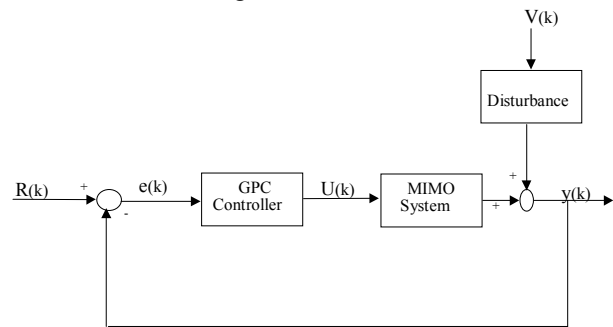 V(k)
Disturbance
+
R(k)
+
-
e(k)
GPC
Controller
U(k)
MIMO
System
+
y(k)